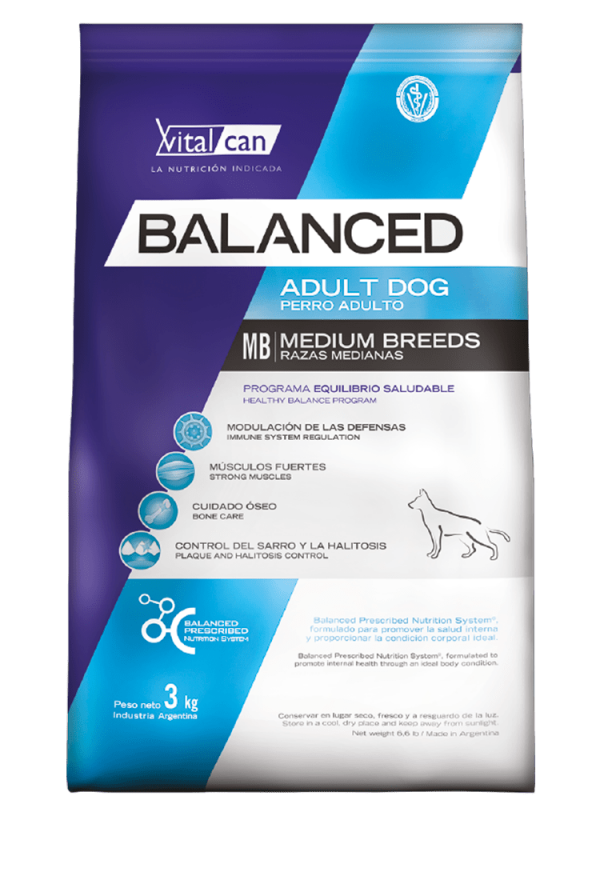 Vital can
LA NUTRICIÓN INDICADA
BALANCED
ADULT DOG
PERRO ADULTO
MB
MEDIUM BREEDS
RAZAS MEDIANAS
PROGRAMA EQUILIBRIO SALUDABLE
HEALTHY BALANCE PROGRAM
MODULACIÓN DE LAS DEFENSAS
IMMUNE SYSTEM REGULATION
MÚSCULOS FUERTES
STRONG MUSCLES
CUIDADO ÓSEO
BONE CARE
CONTROL DEL SARRO Y LA HALITOSIS
PLAQUE AND HALITOSIS CONTROL
BALANCED
PRESCRIBED
NUTRITION SYSTEM
Balanced Prescribed Nutrition System®,
formulado para promover la salud interna
y proporcionar la condición corporal ideal.
Balanced Prescribed Nutrition System®, formulated to
promote internal health through an ideal body condition.
Peso neto 3 kg
Industria Argentina
Conservar en lugar seco, fresco y a resguardo de la luz.
Store in a cool, dry place and keep away from sunlight.
Net weight 6.6 lb / Made in Argentina